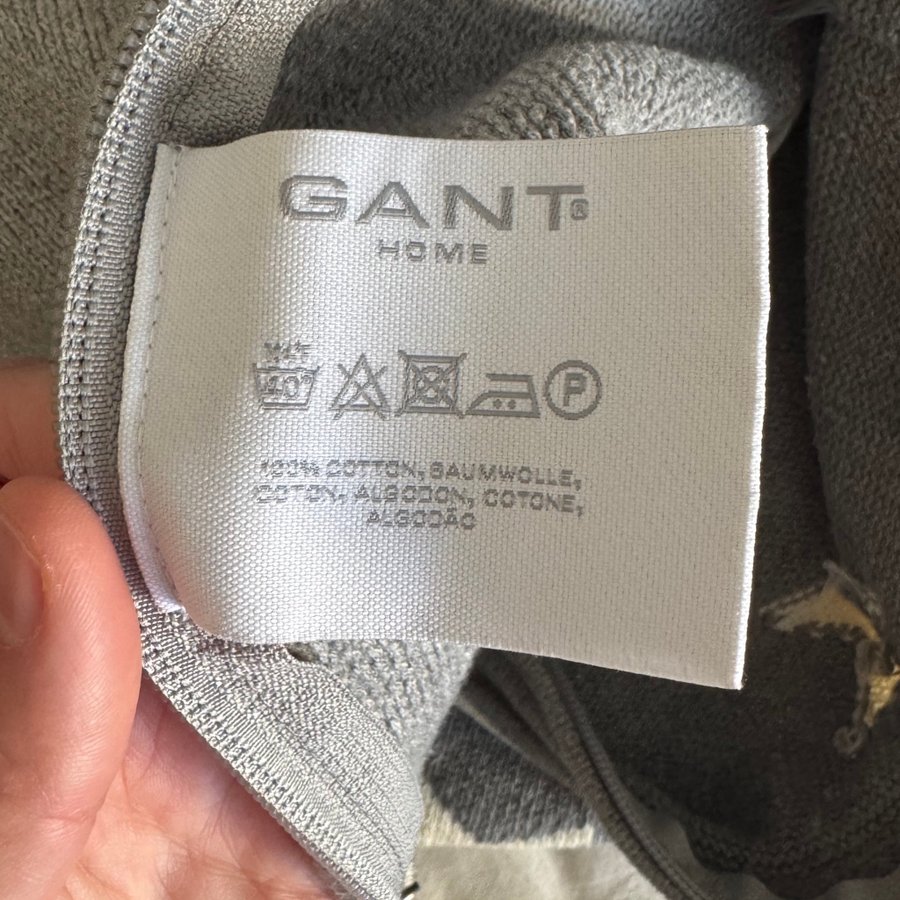 GANT®
HOME
40°
P
100% COTTON, BAUMWOLLE,
COTON, ALGODON, COTONE,
ALGODÃO